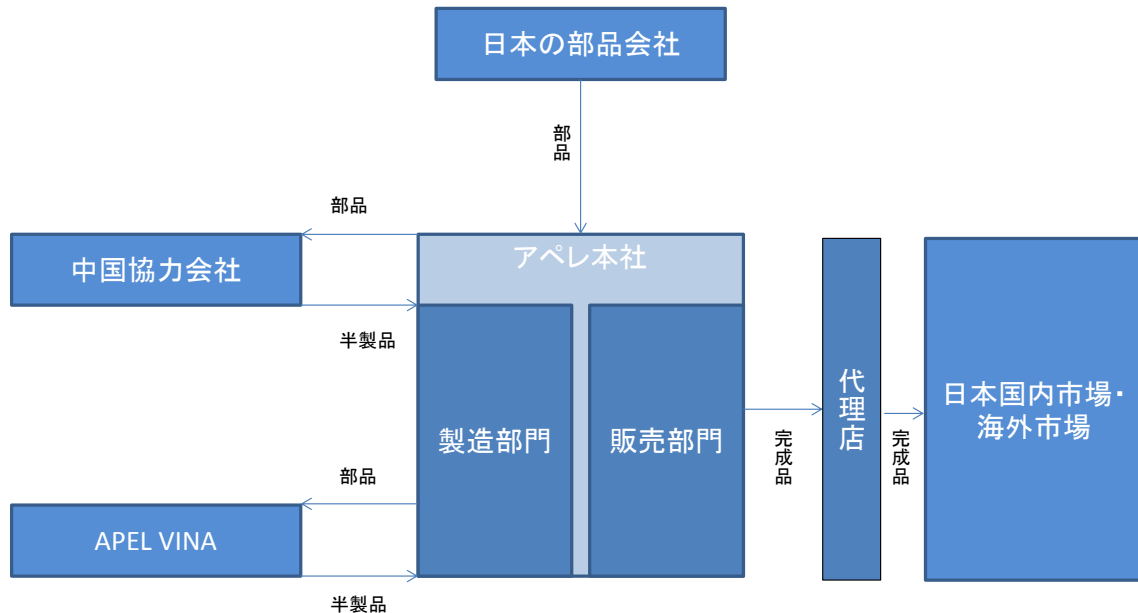 日本の部品会社
部品
部品
中国協力会社
半製品
アペレ本社
製造部門
販売部門
部品
APEL VINA
半製品
完成品
代理店
完成品
日本国内市場・
海外市場